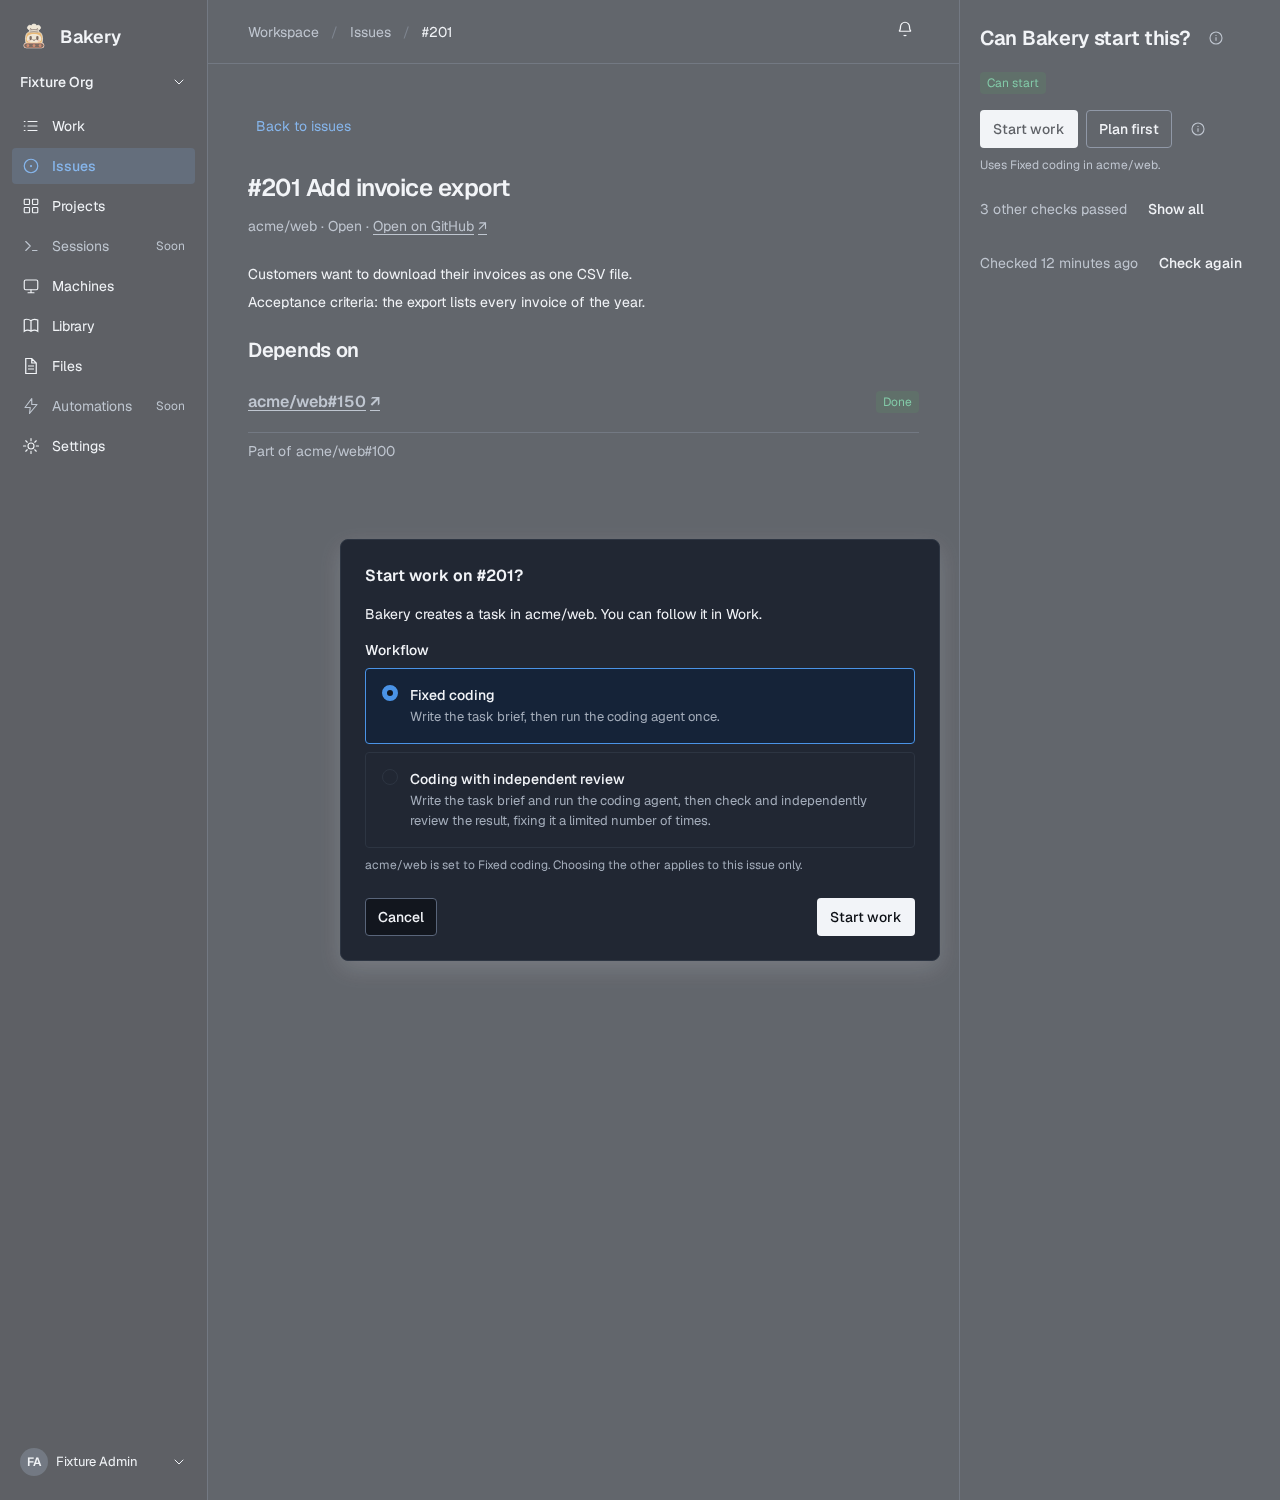 Bakery
Fixture Org
Work
Issues
Projects
Sessions Soon
Machines
Library
Files
Automations Soon
Settings
FA Fixture Admin
Workspace / Issues / #201
Back to issues
#201 Add invoice export
acme/web · Open · Open on GitHub ↗
Customers want to download their invoices as one CSV file.
Acceptance criteria: the export lists every invoice of the year.
Depends on
acme/web#150 ↗ Done
Part of acme/web#100
Start work on #201?
Bakery creates a task in acme/web. You can follow it in Work.
Workflow
Fixed coding
Write the task brief, then run the coding agent once.
Coding with independent review
Write the task brief and run the coding agent, then check and independently
review the result, fixing it a limited number of times.
acme/web is set to Fixed coding. Choosing the other applies to this issue only.
Cancel Start work
Can Bakery start this?
Can start
Start work Plan first
Uses Fixed coding in acme/web.
3 other checks passed Show all
Checked 12 minutes ago Check again